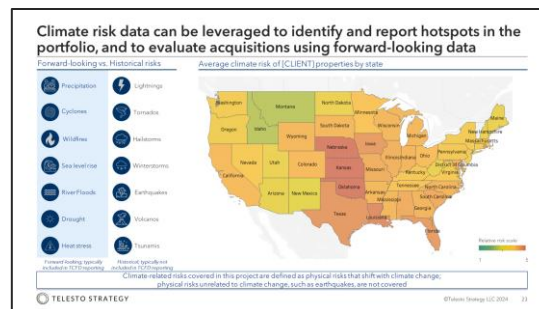 Climate risk data can be leveraged to identify and report hotspots in the
portfolio, and to evaluate acquisitions using forward-looking data
Forward-looking vs. Historical risks
Precipitation
Lightnings
Cyclones
Tornados
Wildfires
Hailstorms
Sea level rise
Winterstorms
River Floods
Earthquakes
Drought
Volcanos
Heat stress
Tsunamis
Forward-looking; typically
included in TCFD reporting
Historical; typically not
included in TCFD reporting
Average climate risk of [CLIENT] properties by state
Washington
Montana
North Dakota
Minnesota
Maine
Oregon
Idaho
South Dakota
Wisconsin
Michigan
New Hampshire
Massachusetts
Wyoming
Nebraska
Iowa
Pennsylvania
Nevada
Utah
Colorado
Kansas
Missouri
Illinois
Indiana
Ohio
District of Columbia
Virginia
Kentucky
California
Arizona
New Mexico
Oklahoma
Arkansas
Tennessee
North Carolina
South Carolina
Mississippi
Georgia
Texas
Louisiana
Florida
Relative risk scale
1
5
Climate-related risks covered in this project are defined as physical risks that shift with climate change;
physical risks unrelated to climate change, such as earthquakes, are not covered
TELESTO STRATEGY
©Telesto Strategy LLC 2024
23